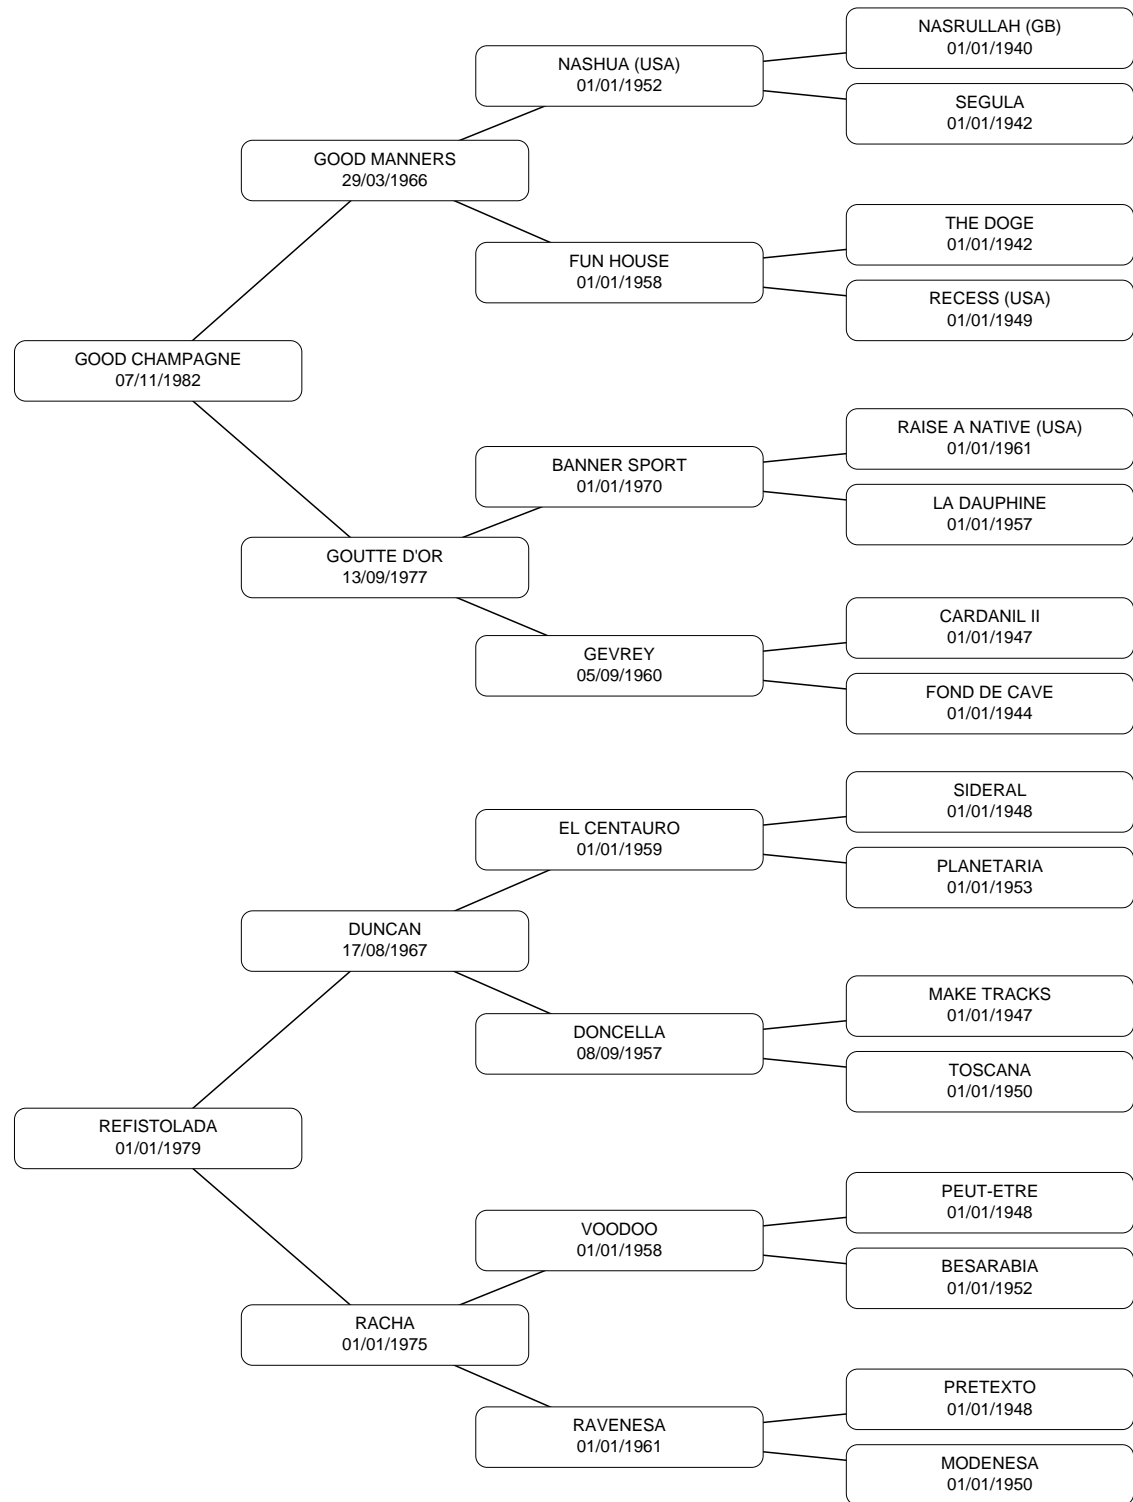 NASRULLAH (GB)
01/01/1940
NASHUA (USA)
01/01/1952
SEGULA
01/01/1942
GOOD MANNERS
29/03/1966
THE DOGE
01/01/1942
FUN HOUSE
01/01/1958
RECESS (USA)
01/01/1949
GOOD CHAMPAGNE
07/11/1982
RAISE A NATIVE (USA)
01/01/1961
BANNER SPORT
01/01/1970
LA DAUPHINE
01/01/1957
GOUTTE D'OR
13/09/1977
CARDANIL II
01/01/1947
GEVREY
05/09/1960
FOND DE CAVE
01/01/1944
SIDERAL
01/01/1948
EL CENTAURO
01/01/1959
PLANETARIA
01/01/1953
DUNCAN
17/08/1967
MAKE TRACKS
01/01/1947
DONCELLA
08/09/1957
TOSCANA
01/01/1950
REFISTOLADA
01/01/1979
PEUT-ETRE
01/01/1948
VOODOO
01/01/1958
BESARABIA
01/01/1952
RACHA
01/01/1975
PRETEXTO
01/01/1948
RAVENESA
01/01/1961
MODENESA
01/01/1950